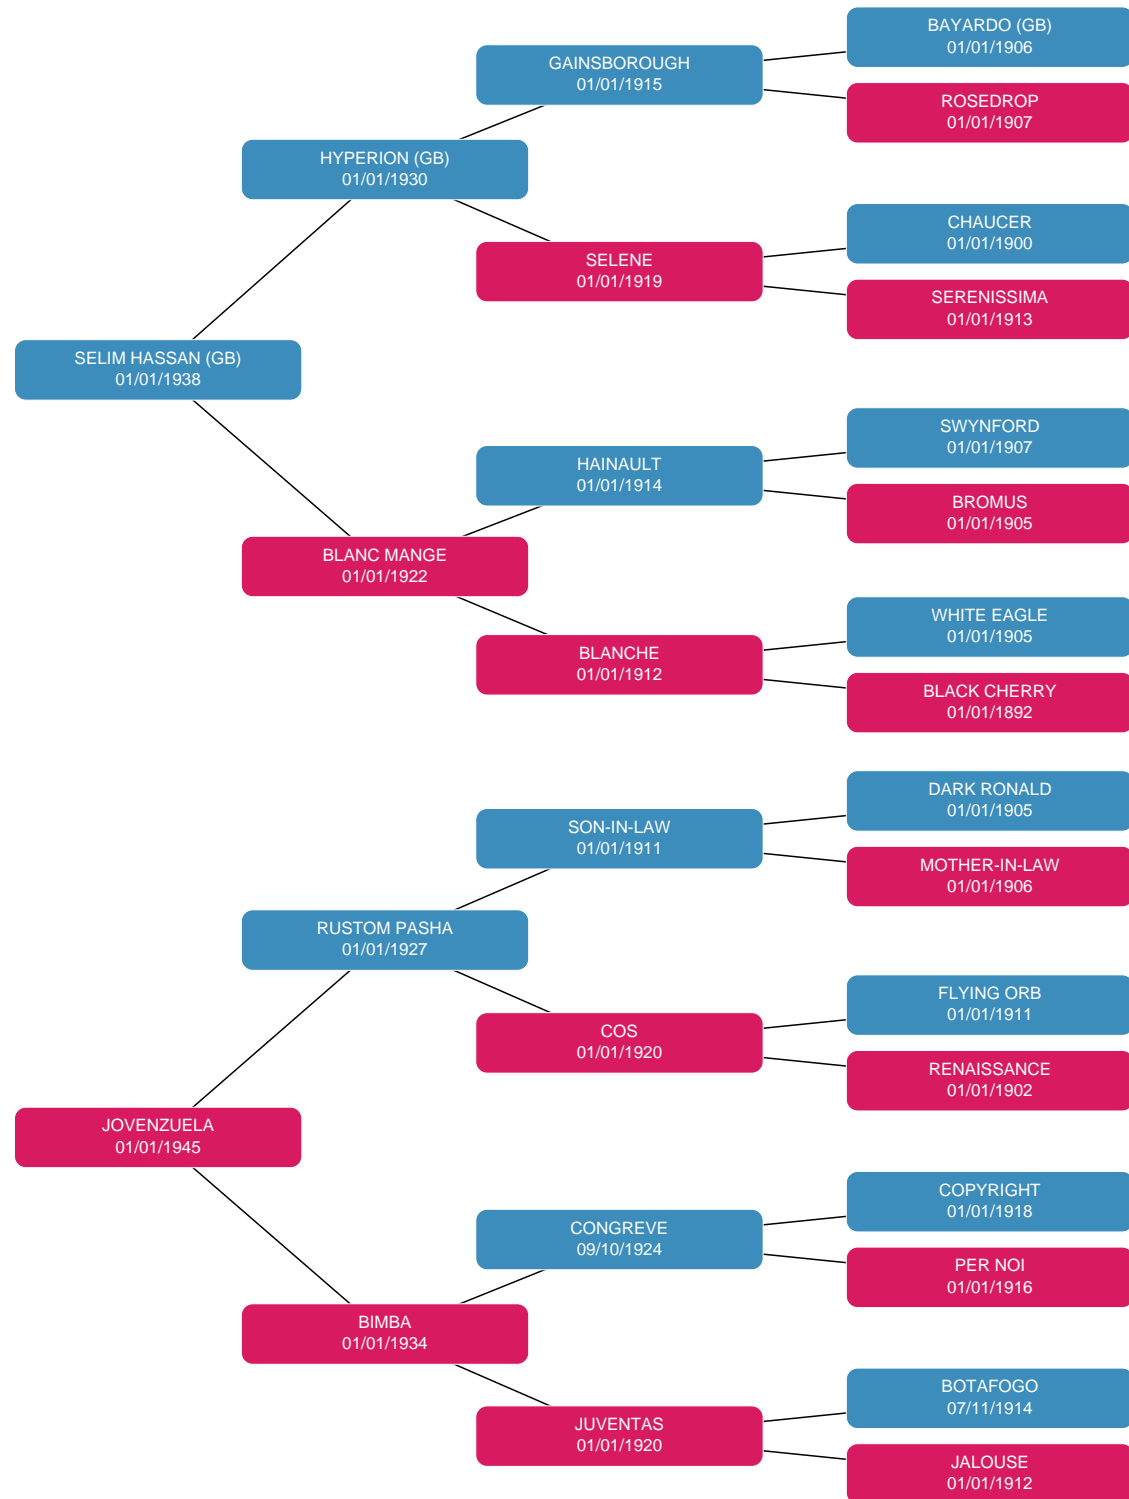 BAYARDO (GB)
01/01/1906
GAINSBOROUGH
01/01/1915
ROSEDROP
01/01/1907
HYPERION (GB)
01/01/1930
CHAUCER
01/01/1900
SELENE
01/01/1919
SERENISSIMA
01/01/1913
SELIM HASSAN (GB)
01/01/1938
SWYNFORD
01/01/1907
HAINAULT
01/01/1914
BROMUS
01/01/1905
BLANC MANGE
01/01/1922
WHITE EAGLE
01/01/1905
BLANCHE
01/01/1912
BLACK CHERRY
01/01/1892
DARK RONALD
01/01/1905
SON-IN-LAW
01/01/1911
MOTHER-IN-LAW
01/01/1906
RUSTOM PASHA
01/01/1927
FLYING ORB
01/01/1911
COS
01/01/1920
RENAISSANCE
01/01/1902
JOVENZUELA
01/01/1945
COPYRIGHT
01/01/1918
CONGREVE
09/10/1924
PER NOI
01/01/1916
BIMBA
01/01/1934
BOTAFOGO
07/11/1914
JUVENTAS
01/01/1920
JALOUSE
01/01/1912